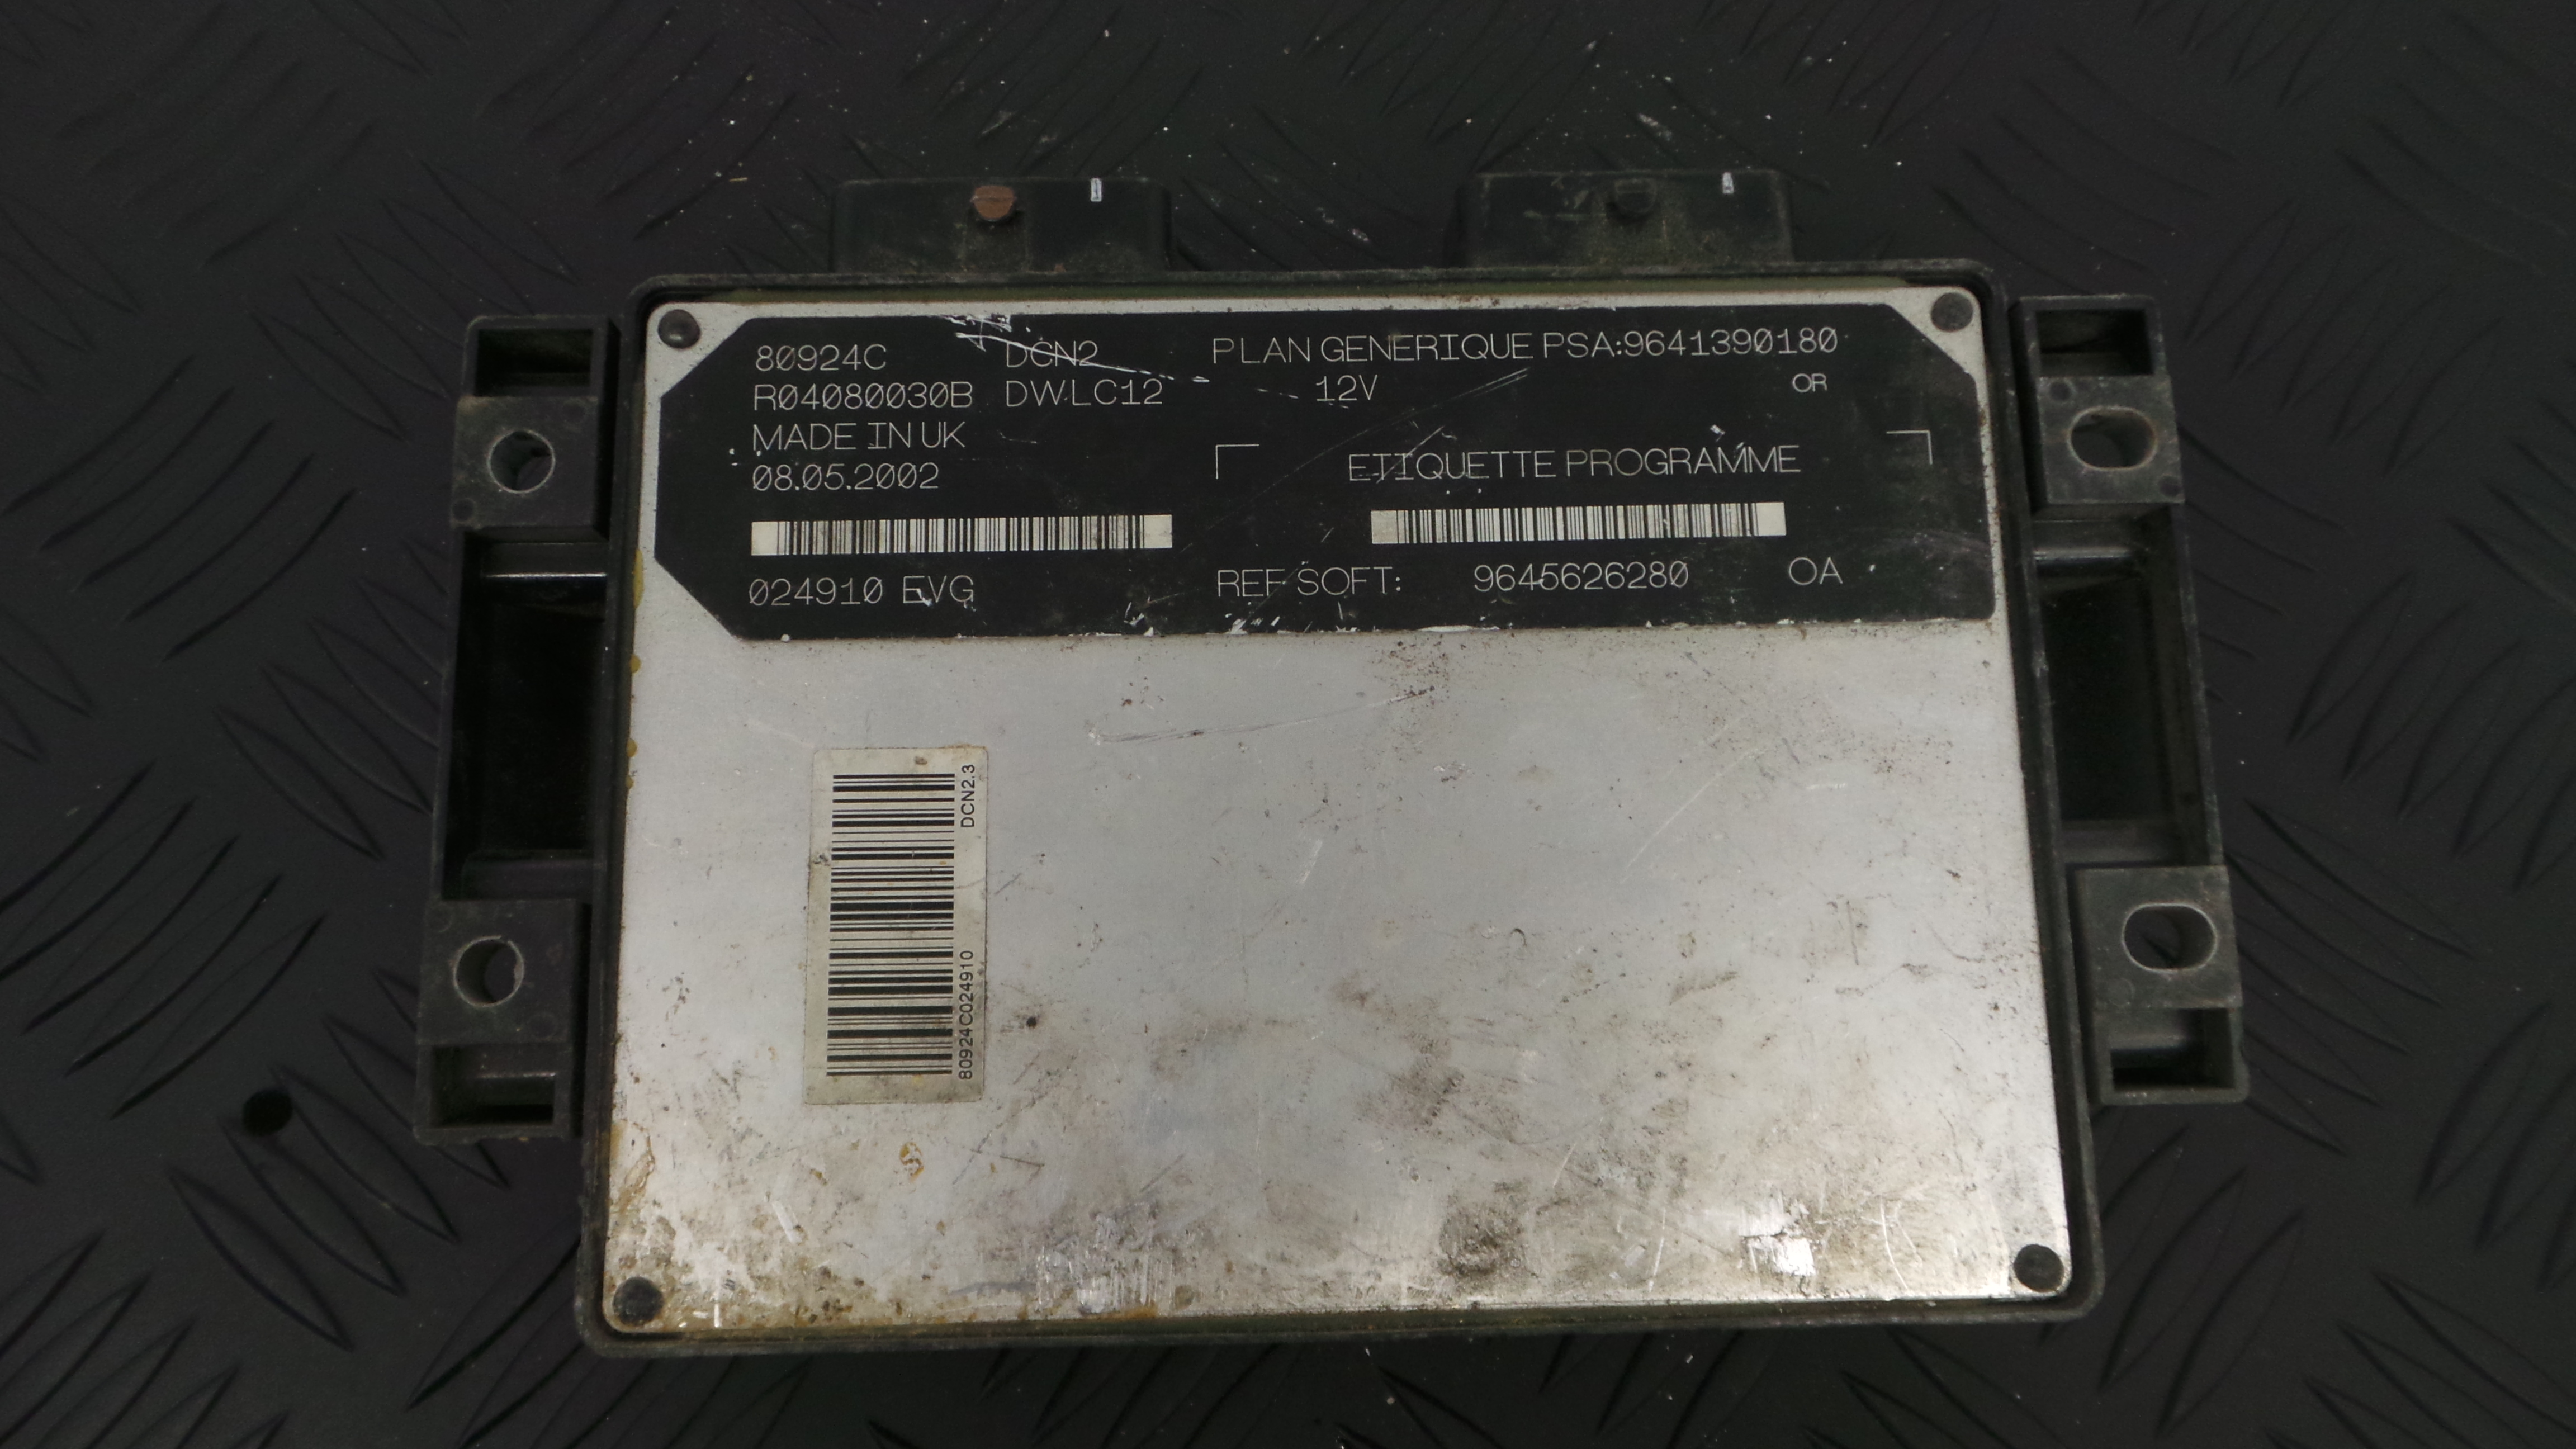 80924C DCN2 PLAN GENERIQUE PSA:9641390180
R04080030B DWLC12 12V OR
MADE IN UK
08.05.2002 ETIQUETTE PROGRAMME
024910 EVG REF SOFT: 9645626280 OA
DCN2.3
80924C024910